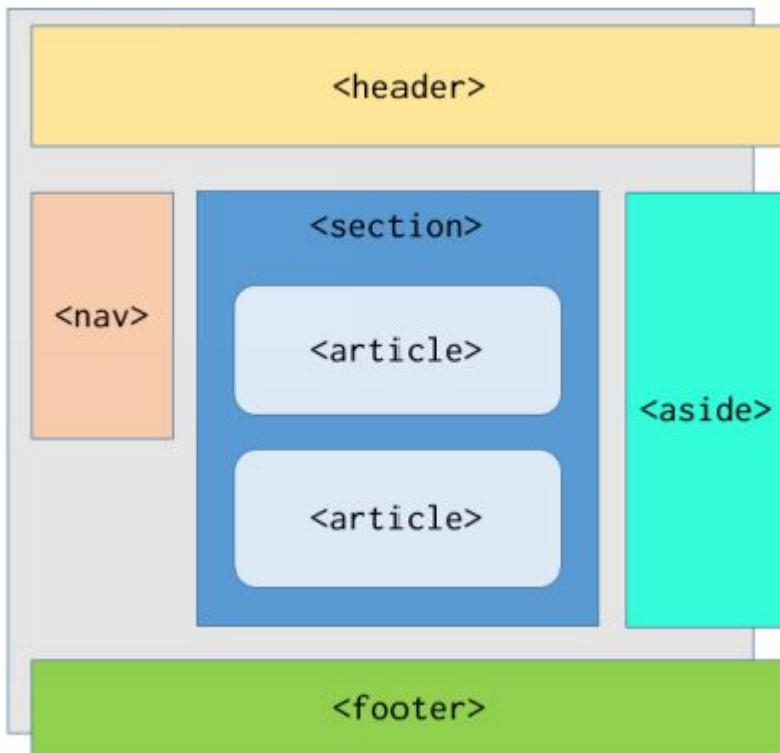 <header>
<nav>
<section>
<article>
<article>
<aside>
<footer>